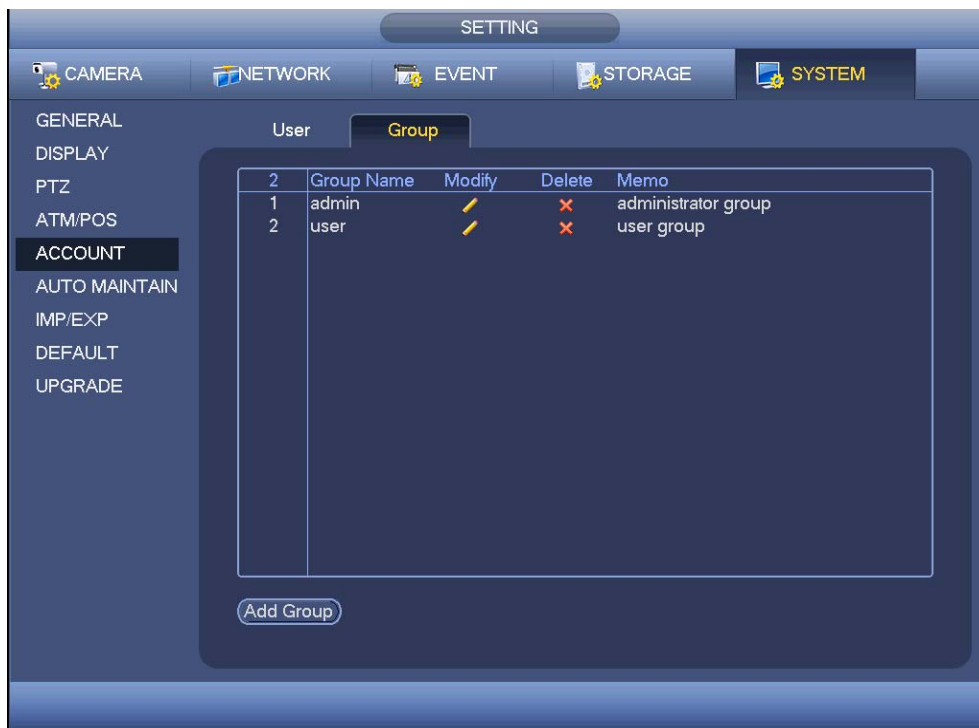 SETTING
CAMERA NETWORK EVENT STORAGE SYSTEM
GENERAL
DISPLAY
PTZ
ATM/POS
ACCOUNT
AUTO MAINTAIN
IMP/EXP
DEFAULT
UPGRADE
User Group
2 Group Name Modify Delete Memo
1 admin administrator group
2 user user group
Add Group